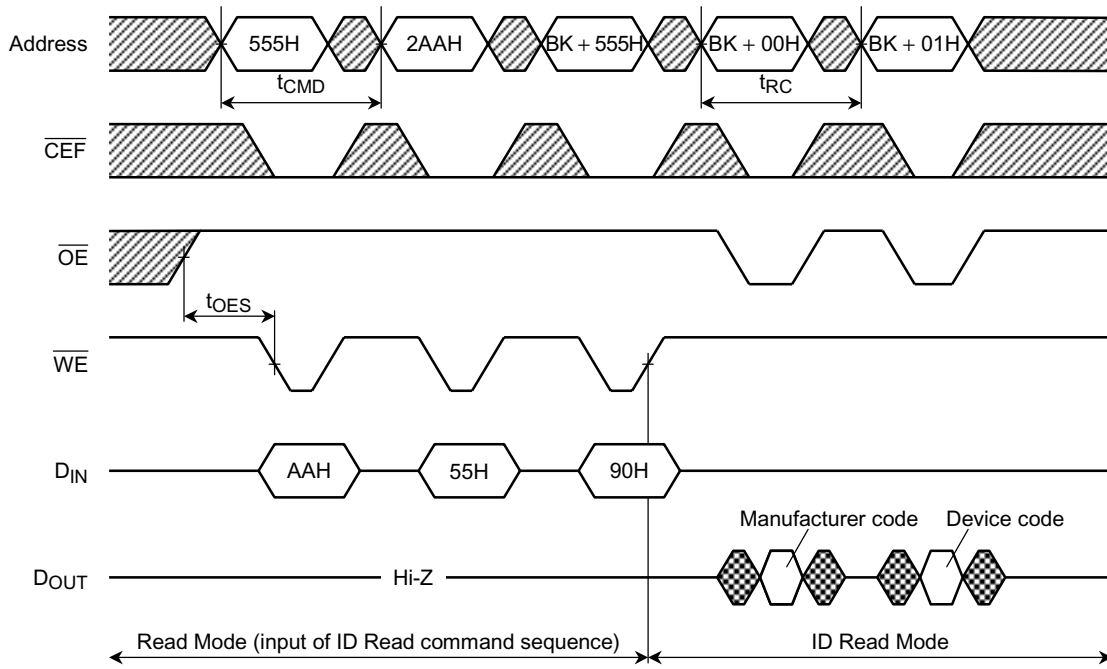 Address
555H
2AAH
BK + 555H
BK + 00H
BK + 01H
tCMD
tRC
CEF
OE
tOES
WE
DIN
AAH
55H
90H
Manufacturer code
Device code
DOUT
Hi-Z
Read Mode (input of ID Read command sequence)
ID Read Mode